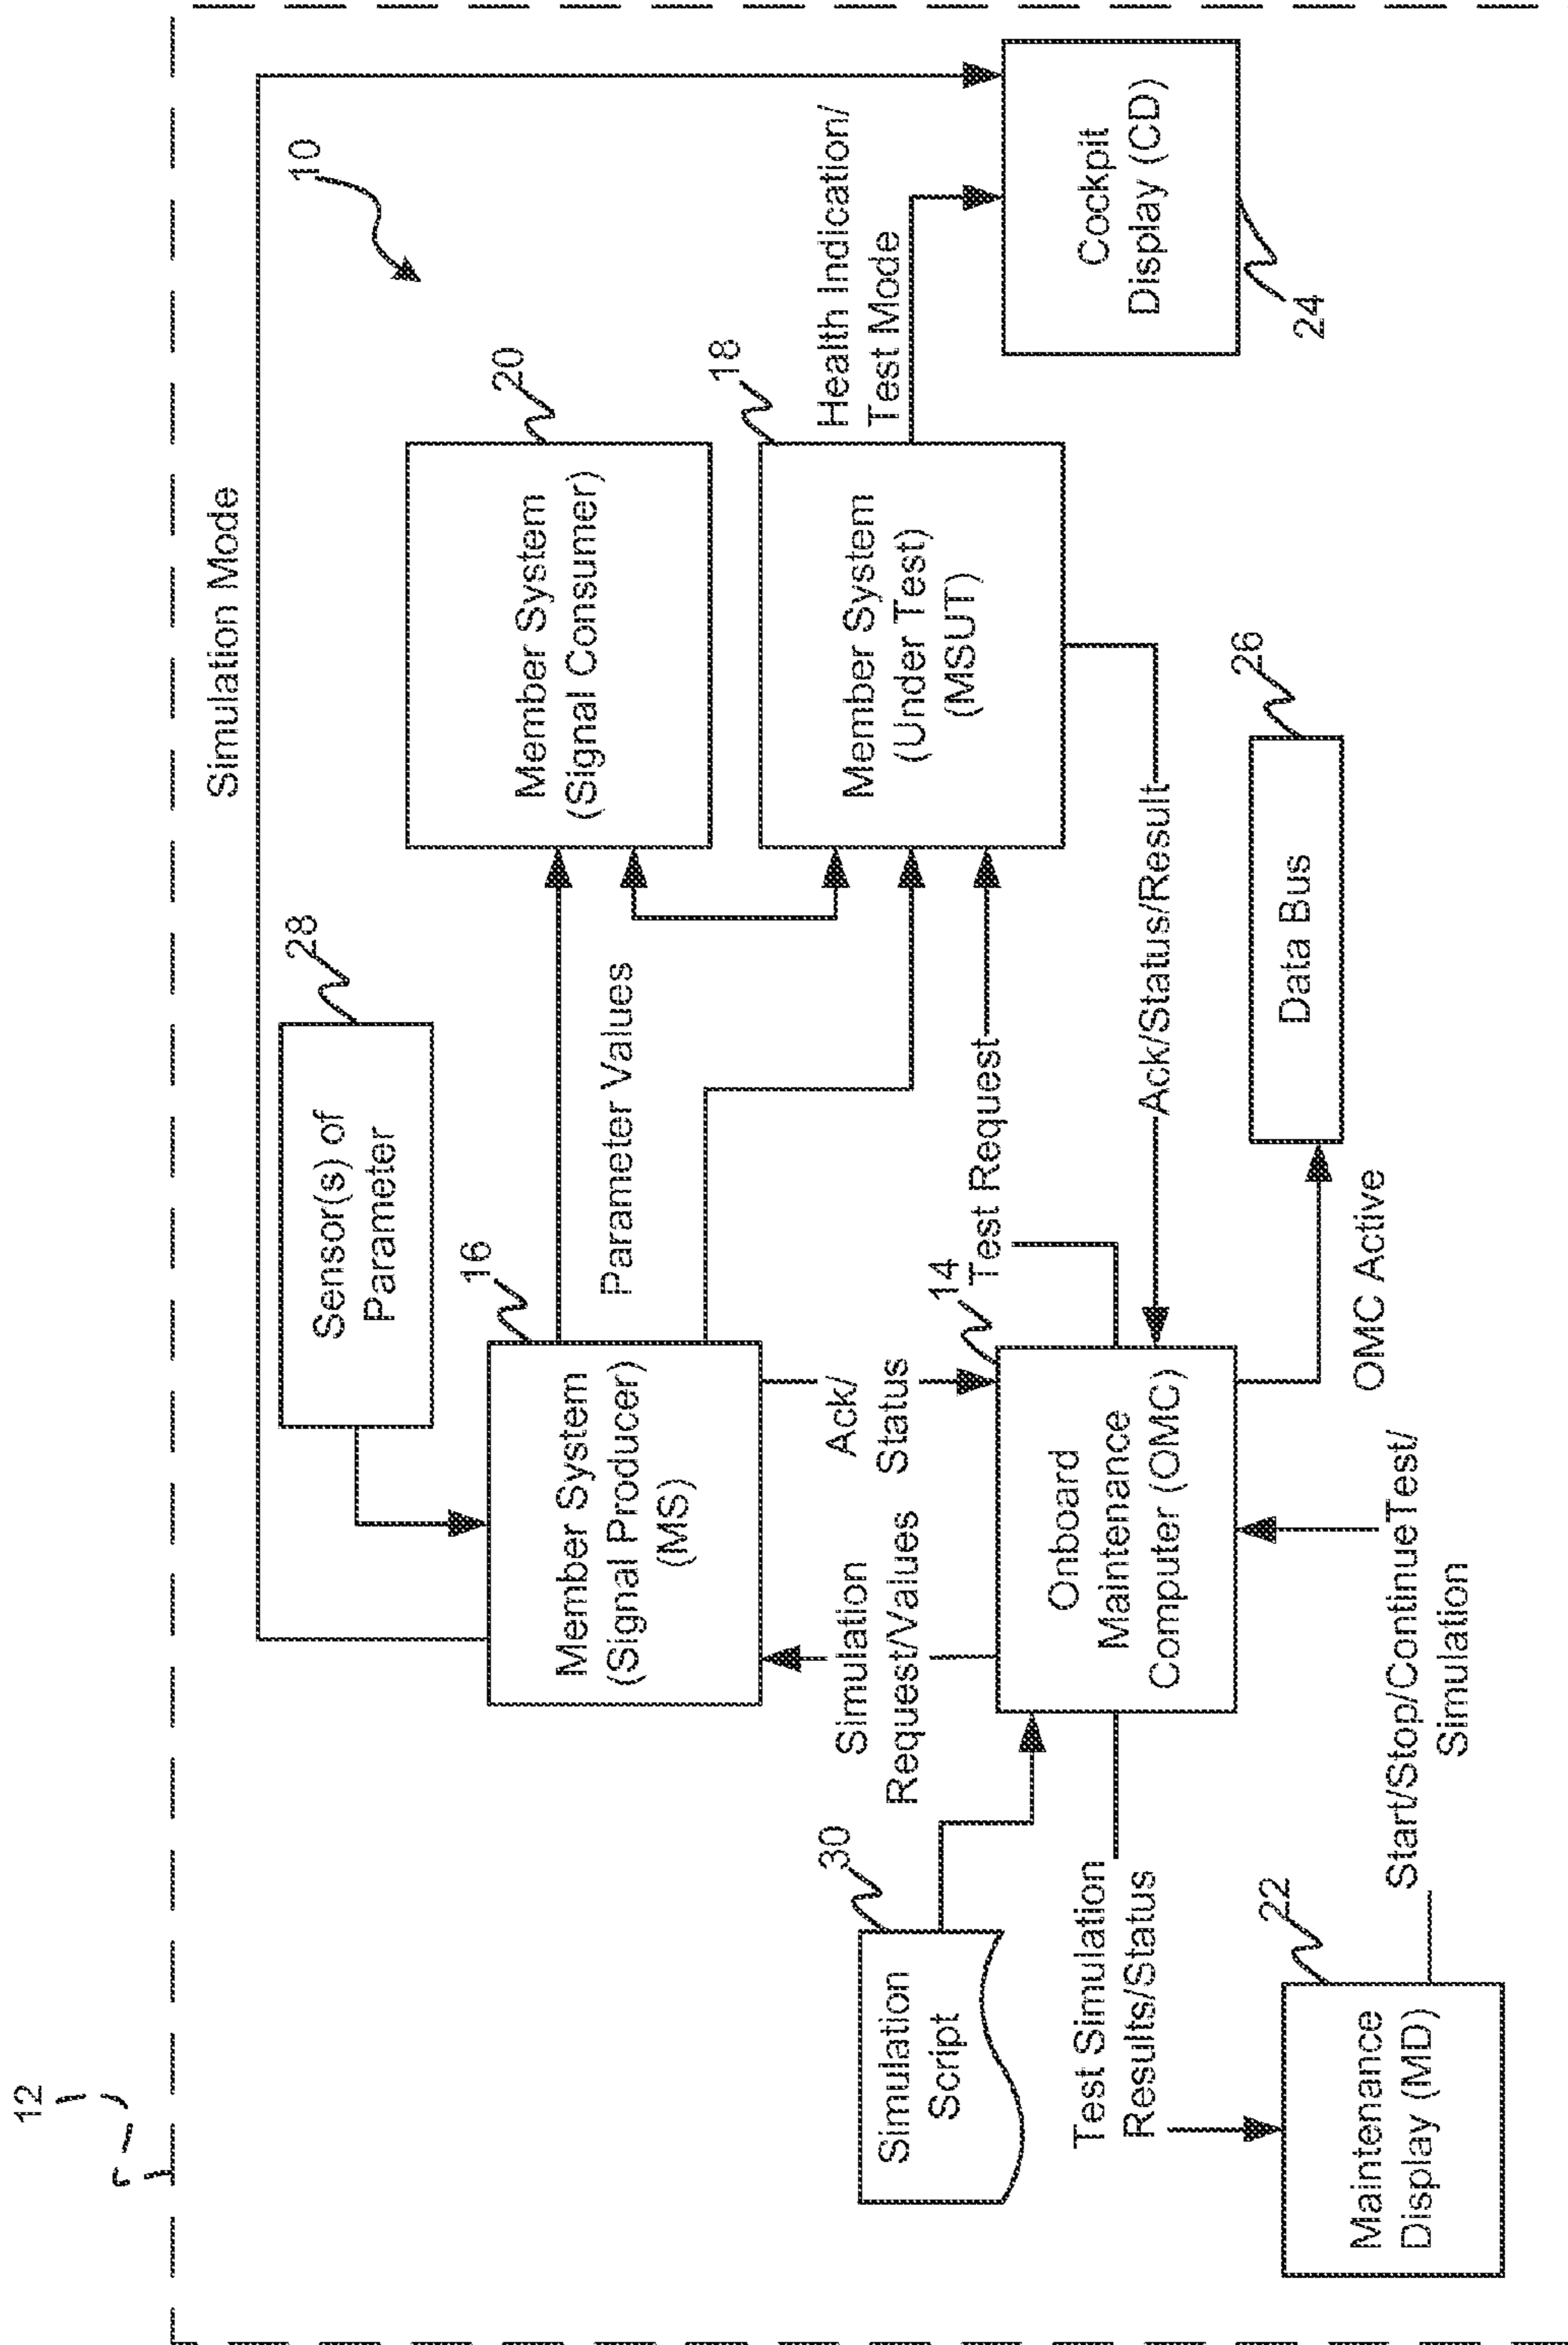 12
Simulation Mode
10
28
Sensor(s) of
Parameter
20
Member System
(Signal Consumer)
16
Member System
(Signal Producer)
(MS)
Parameter Values
18
Member System
(Under Test)
(MSUT)
Health Indication/
Test Mode
Cockpit
Display (CD)
24
Simulation
Request/Values
Ack/
Status
14
Test Request
Ack/Status/Result
30
Simulation
Script
Onboard
Maintenance
Computer (OMC)
Test Simulation
Results/Status
26
Data Bus
OMC Active
22
Maintenance
Display (MD)
Start/Stop/ContinueTest/
Simulation